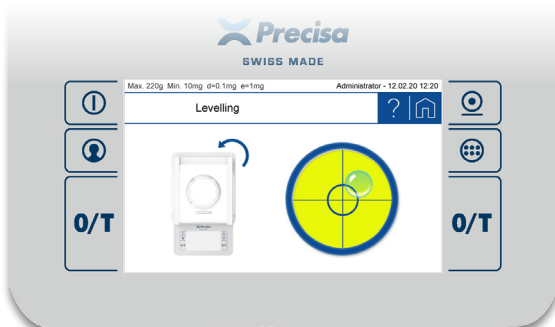 Precisa
SWISS MADE
Max. 220g Min. 10mg d=0.1mg e=1mg
Administrator - 12.02.20 12:20
Levelling
?
0/T
0/T
Precisa